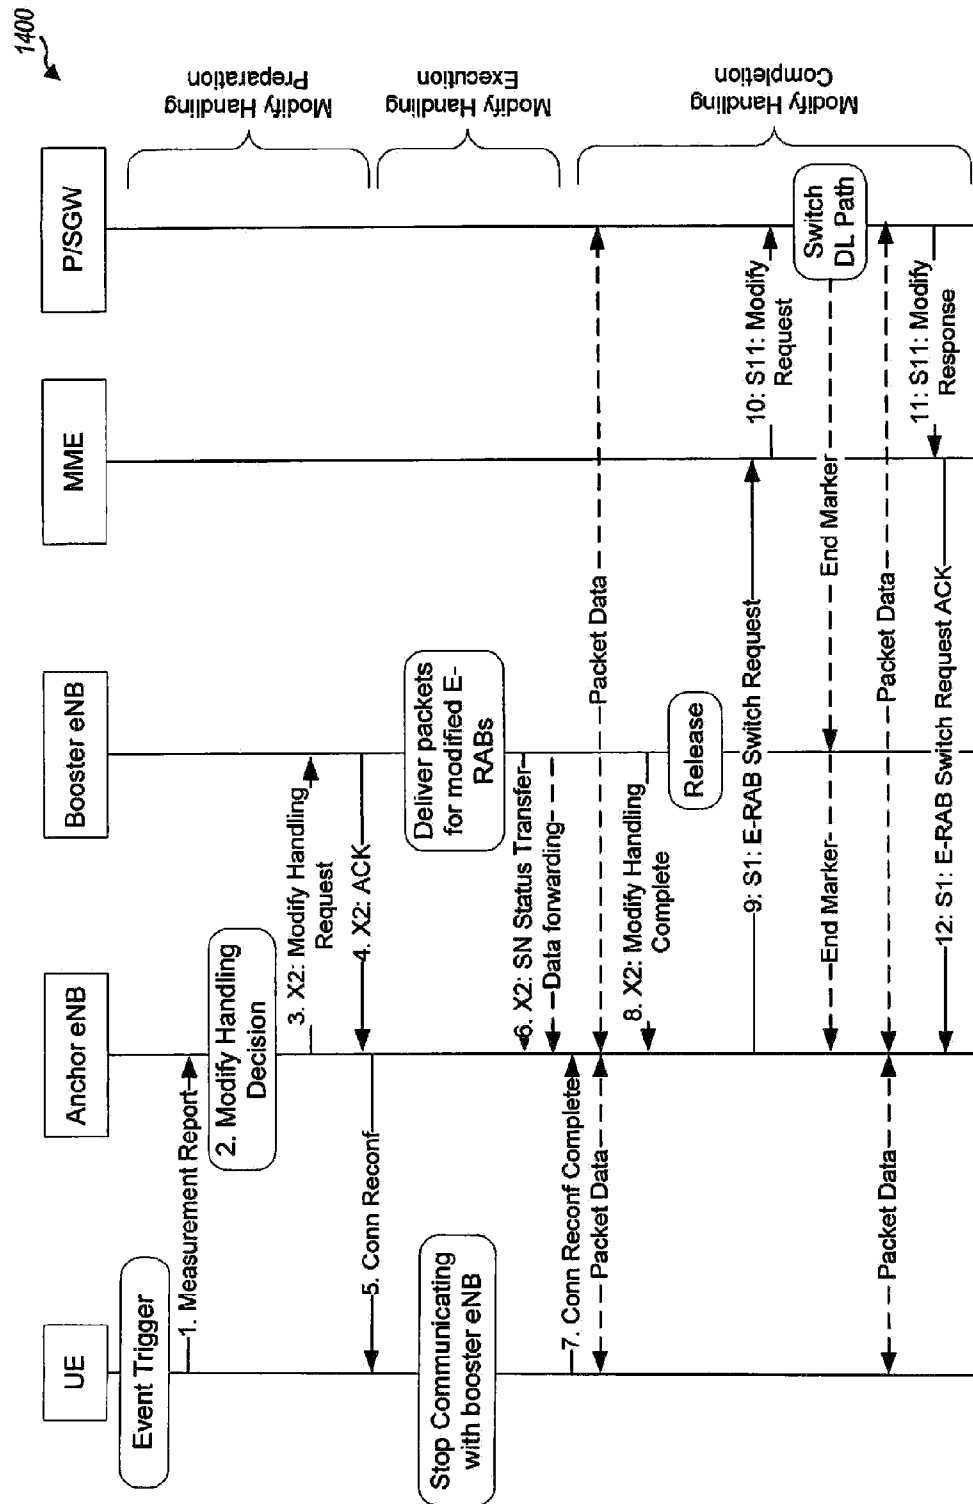 1400
UE
Anchor eNB
Booster eNB
MME
P/SGW
Event Trigger
1. Measurement Report
2. Modify Handling
Decision
3. X2: Modify Handling
Request
4. X2: ACK
Modify Handling
Preparation
5. Conn Reconf
Stop Communicating
with booster eNB
Deliver packets
for modified E-
RABs
6. X2: SN Status Transfer
Data forwarding
Modify Handling
Execution
7. Conn Reconf Complete
Packet Data
Packet Data
8. X2: Modify Handling
Complete
Release
9: S1: E-RAB Switch Request
10: S11: Modify
Request
Switch
DL Path
End Marker
End Marker
Packet Data
Packet Data
11: S11: Modify
Response
12: S1: E-RAB Switch Request ACK
Modify Handling
Completion